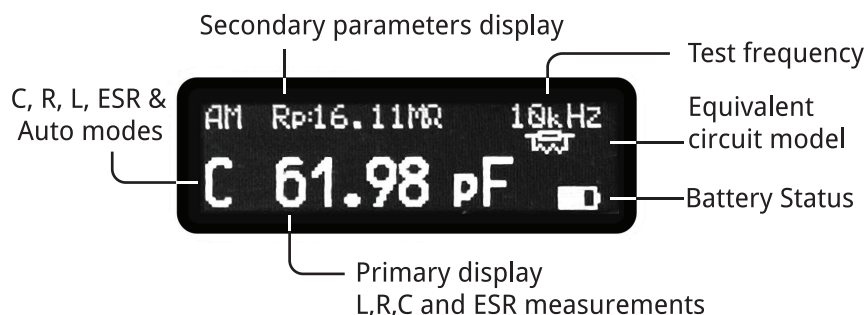 Secondary parameters display
Test frequency
C, R, L, ESR &
Auto modes
AM Rp:16.11MΩ 10kHz
Equivalent
circuit model
C 61.98 pF
Battery Status
Primary display
L,R,C and ESR measurements